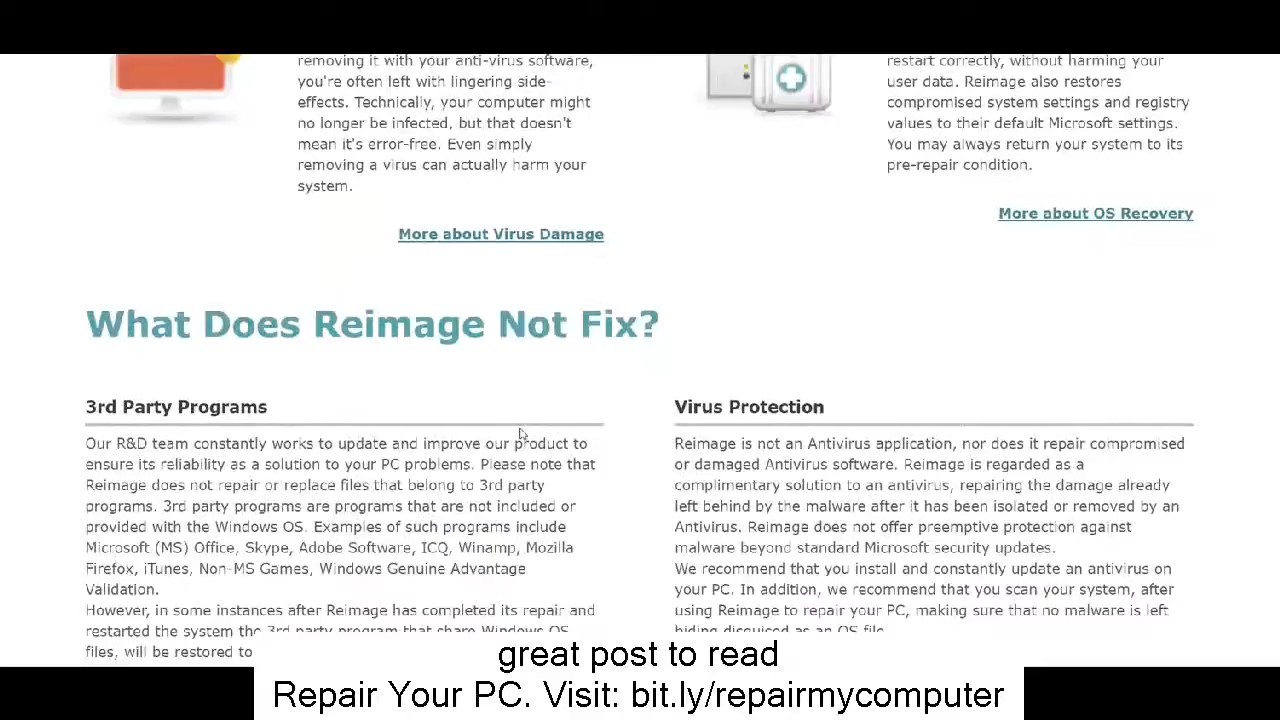 removing it with your anti-virus software,
you're often left with lingering side-
effects. Technically, your computer might
no longer be infected, but that doesn't
mean it's error-free. Even simply
removing a virus can actually harm your
system.
More about Virus Damage
restart correctly, without harming your
user data. Reimage also restores
compromised system settings and registry
values to their default Microsoft settings.
You may always return your system to its
pre-repair condition.
More about OS Recovery
What Does Reimage Not Fix?
3rd Party Programs
Our R&D team constantly works to update and improve our product to
ensure its reliability as a solution to your PC problems. Please note that
Reimage does not repair or replace files that belong to 3rd party
programs. 3rd party programs are programs that are not included or
provided with the Windows OS. Examples of such programs include
Microsoft (MS) Office, Skype, Adobe Software, ICQ, Winamp, Mozilla
Firefox, iTunes, Non-MS Games, Windows Genuine Advantage
Validation.
However, in some instances after Reimage has completed its repair and
restarted the system the 3rd party program that share Windows OS
files, will be restored to
Virus Protection
Reimage is not an Antivirus application, nor does it repair compromised
or damaged Antivirus software. Reimage is regarded as a
complimentary solution to an antivirus, repairing the damage already
left behind by the malware after it has been isolated or removed by an
Antivirus. Reimage does not offer preemptive protection against
malware beyond standard Microsoft security updates.
We recommend that you install and constantly update an antivirus on
your PC. In addition, we recommend that you scan your system, after
using Reimage to repair your PC, making sure that no malware is left
hiding disguised as an OS file.
great post to read
Repair Your PC. Visit: bit.ly/repairmycomputer